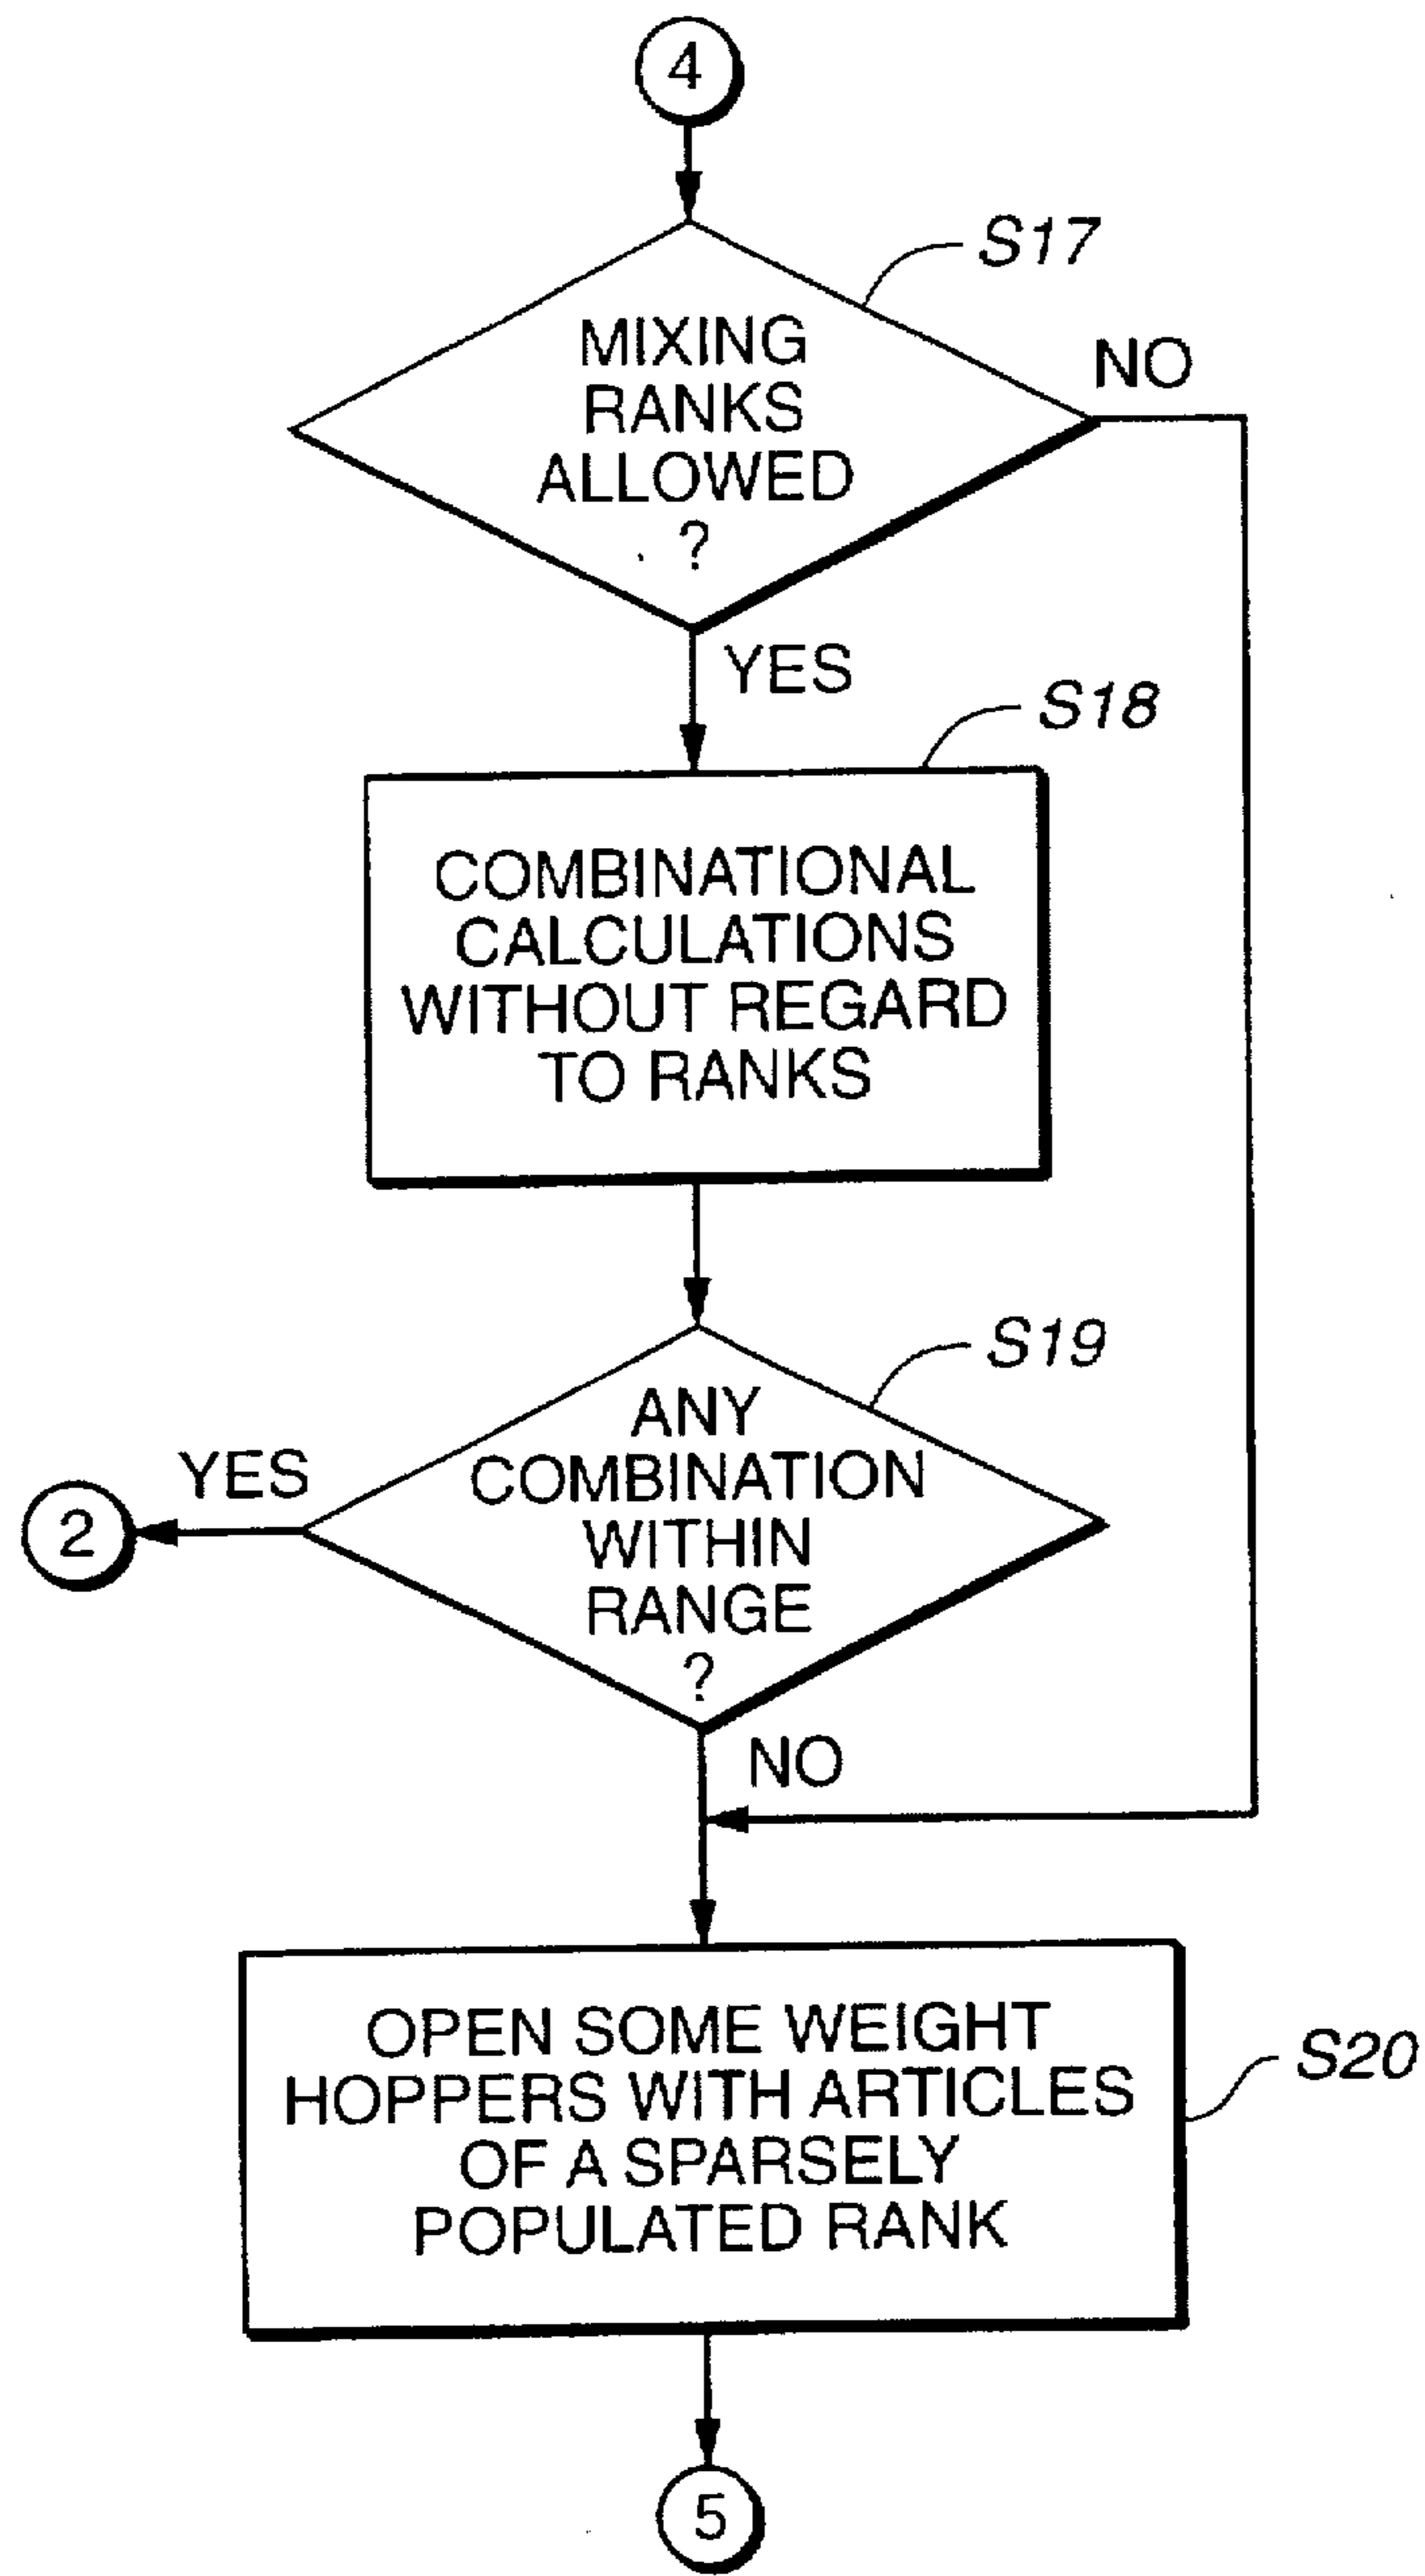 4
S17
MIXING
RANKS
ALLOWED
?
NO
YES
S18
COMBINATIONAL
CALCULATIONS
WITHOUT REGARD
TO RANKS
S19
ANY
COMBINATION
WITHIN
RANGE
?
YES
2
NO
OPEN SOME WEIGHT
HOPPERS WITH ARTICLES
OF A SPARSELY
POPULATED RANK
S20
5